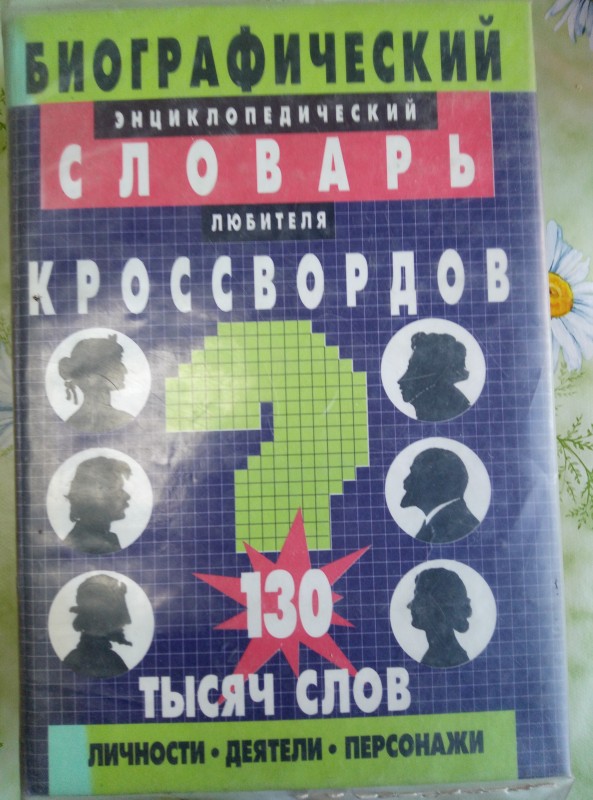 БИОГРАФИЧЕСКИЙ
ЭНЦИКЛОПЕДИЧЕСКИЙ
СЛОВАРЬ
ЛЮБИТЕЛЯ
КРОССВОРДОВ
?
130
ТЫСЯЧ СЛОВ
ЛИЧНОСТИ • ДЕЯТЕЛИ • ПЕРСОНАЖИ